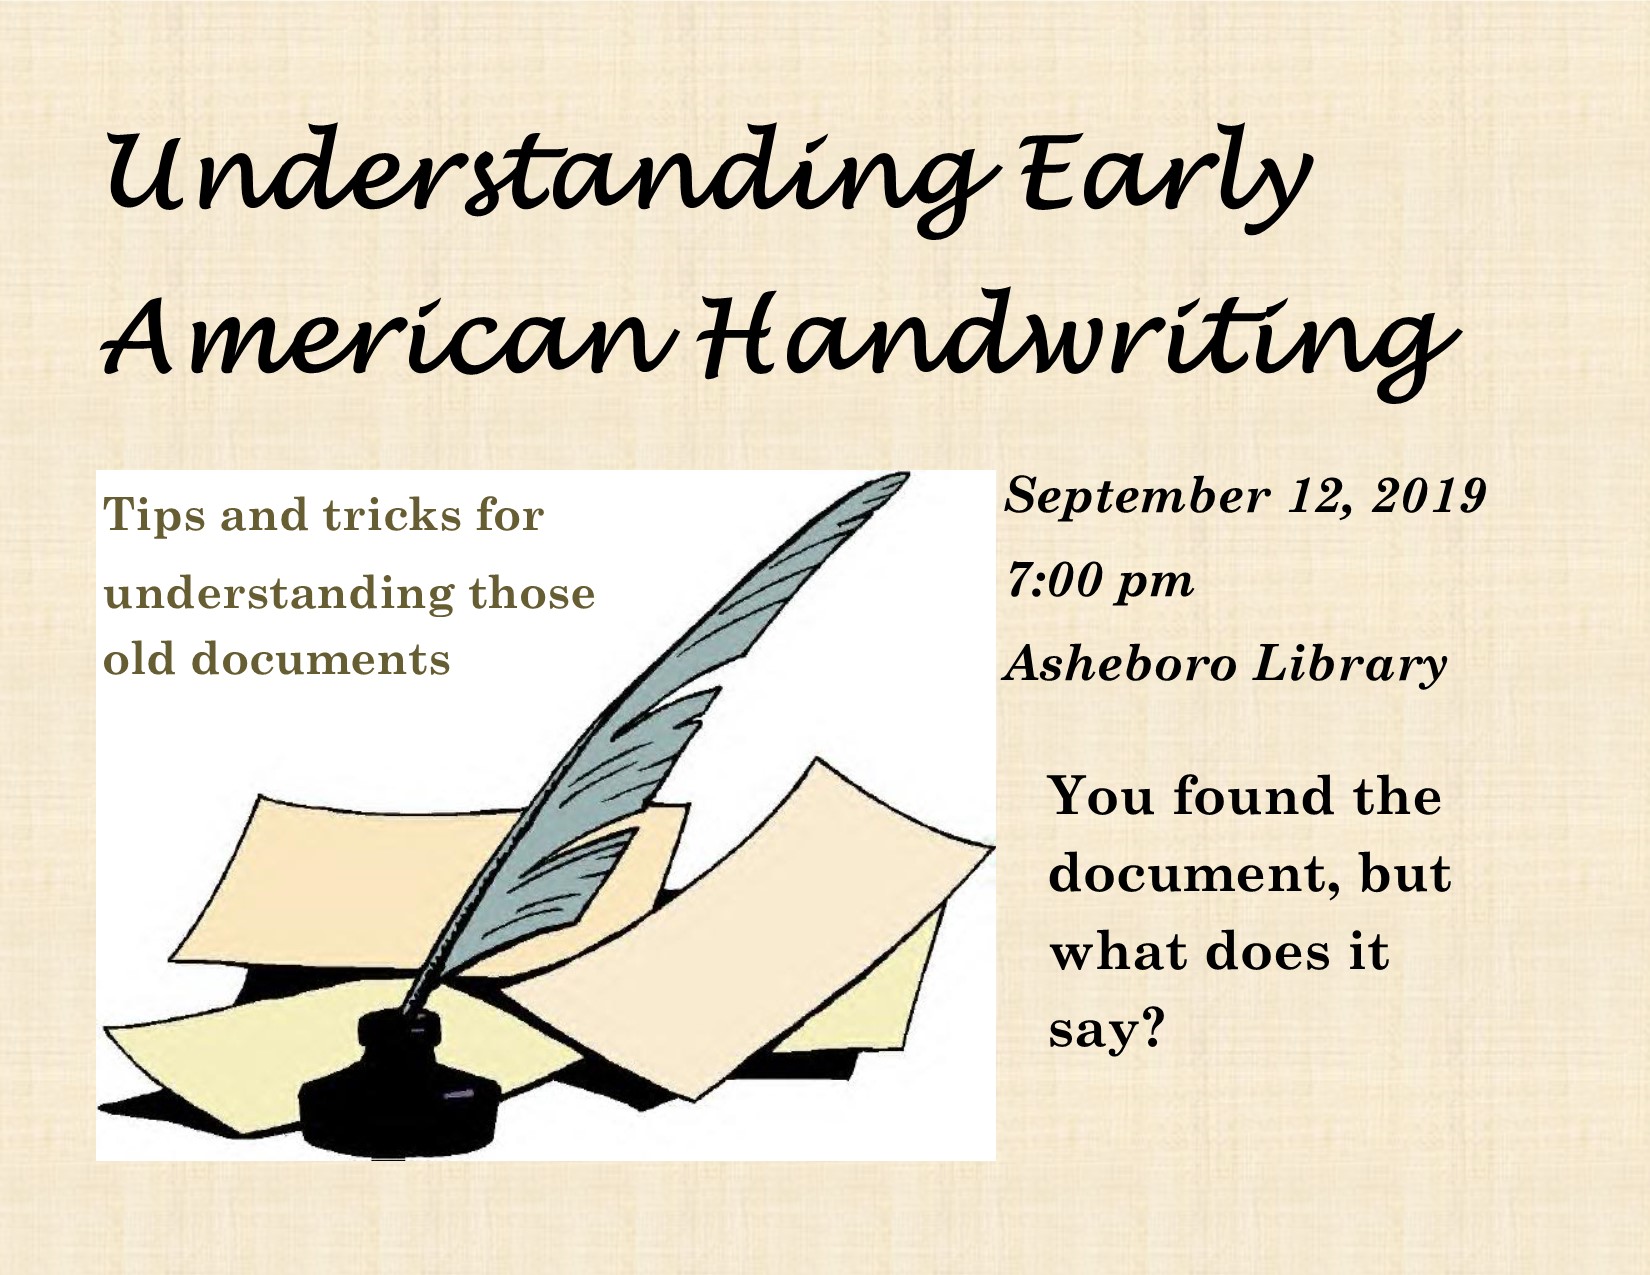 Understanding Early
American Handwriting
Tips and tricks for
understanding those
old documents
September 12, 2019
7:00 pm
Asheboro Library
You found the
document, but
what does it
say?